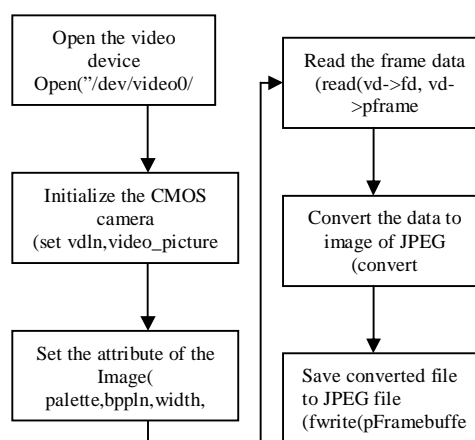 Open the video
device
Open("/dev/video0/
Initialize the CMOS
camera
(set vdln,video_picture
Set the attribute of the
Image(
palette,bppln,width,
Read the frame data
(read(vd->fd, vd-
>pframe
Convert the data to
image of JPEG
(convert
Save converted file
to JPEG file
(fwrite(pFramebuffe